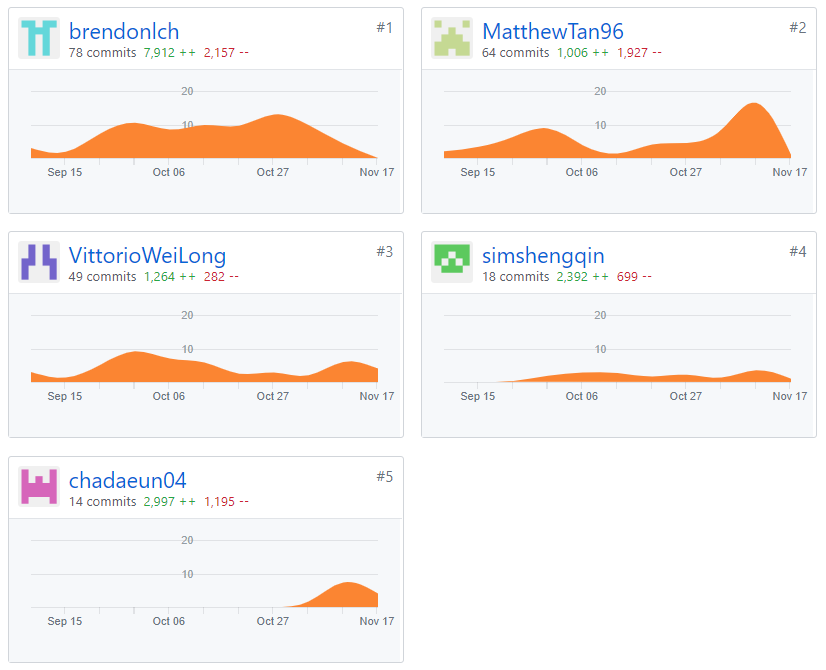 brendonlch #1
78 commits 7,912 ++ 2,157 --
20
10
Sep 15 Oct 06 Oct 27 Nov 17
MatthewTan96 #2
64 commits 1,006 ++ 1,927 --
20
10
Sep 15 Oct 06 Oct 27 Nov 17
VittorioWeiLong #3
49 commits 1,264 ++ 282 --
20
10
Sep 15 Oct 06 Oct 27 Nov 17
simshengqin #4
18 commits 2,392 ++ 699 --
20
10
Sep 15 Oct 06 Oct 27 Nov 17
chadaeun04 #5
14 commits 2,997 ++ 1,195 --
20
10
Sep 15 Oct 06 Oct 27 Nov 17